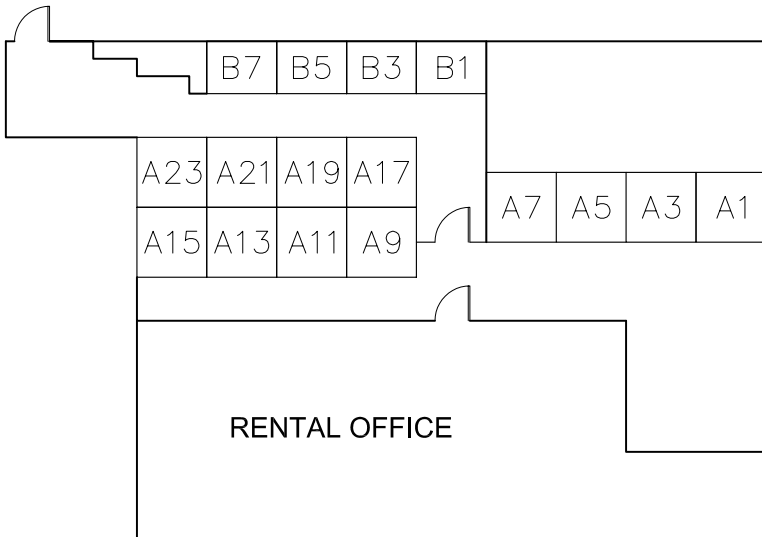 B7 B5 B3 B1
A23 A21 A19 A17
A7 A5 A3 A1
A15 A13 A11 A9
RENTAL OFFICE